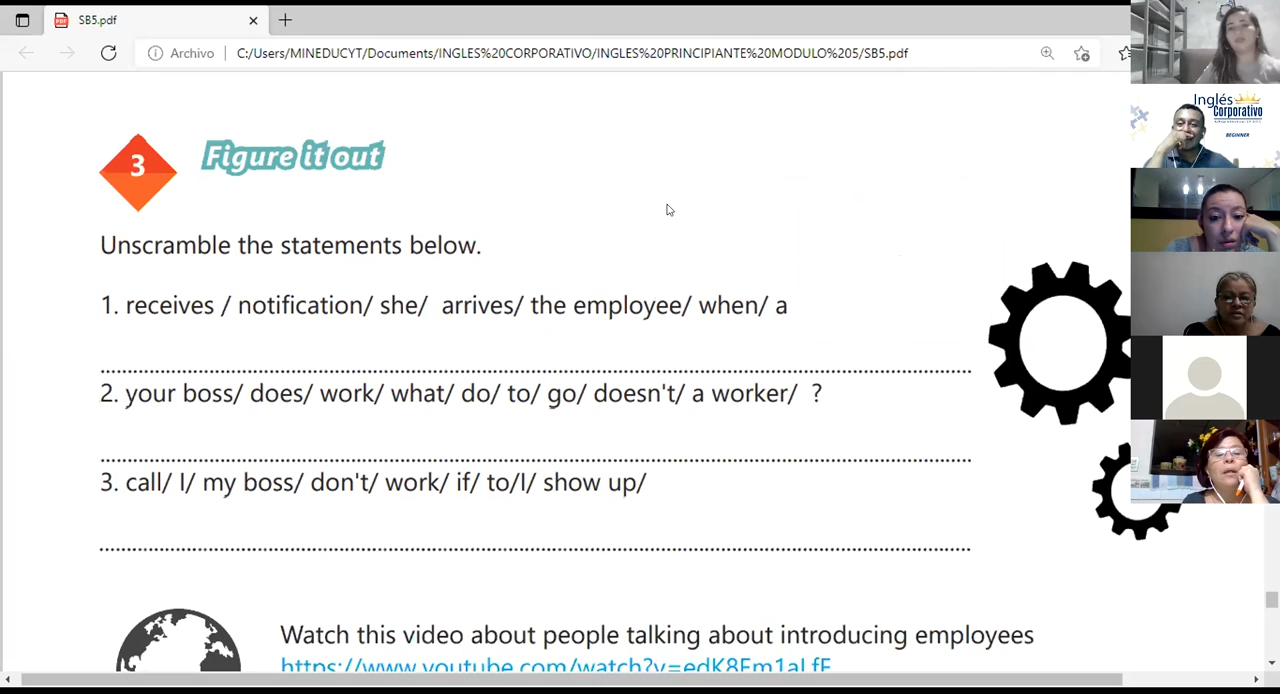 SB5.pdf
Archivo
C:/Users/MINEDUCYT/Documents/INGLES%20CORPORATIVO/INGLES%20PRINCIPIANTE%20MODULO%205/SB5.pdf
Inglés
Corporativo
BEGINNER
3
Figure it out
Unscramble the statements below.
1. receives / notification/ she/ arrives/ the employee/ when/ a
2. your boss/ does/ work/ what/ do/ to/ go/ doesn't/ a worker/ ?
3. call/ I/ my boss/ don't/ work/ if/ to/I/ show up/
Watch this video about people talking about introducing employees